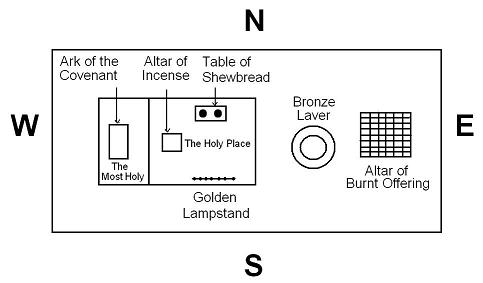 N
Ark of the
Covenant
Altar of
Incense
Table of
Shewbread
Bronze
Laver
W
E
The Holy Place
The
Most Holy
Altar of
Burnt Offering
Golden
Lampstand
S